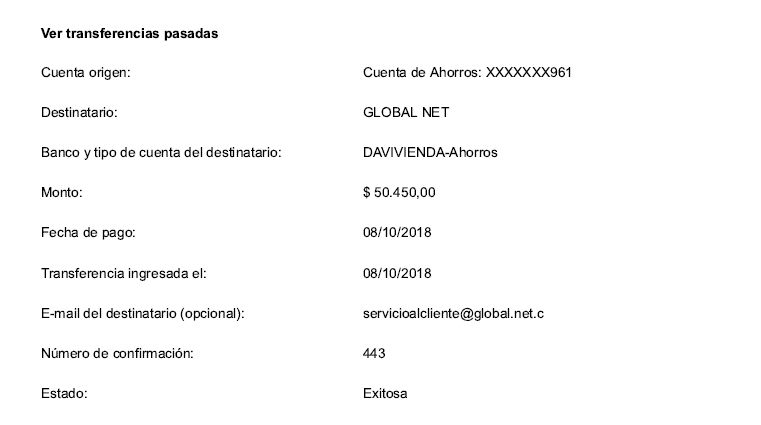 Ver transferencias pasadas
Cuenta origen: Cuenta de Ahorros: XXXXXXX961
Destinatario: GLOBAL NET
Banco y tipo de cuenta del destinatario: DAVIVIENDA-Ahorros
Monto: $ 50.450,00
Fecha de pago: 08/10/2018
Transferencia ingresada el: 08/10/2018
E-mail del destinatario (opcional): servicioalcliente@global.net.c
Número de confirmación: 443
Estado: Exitosa